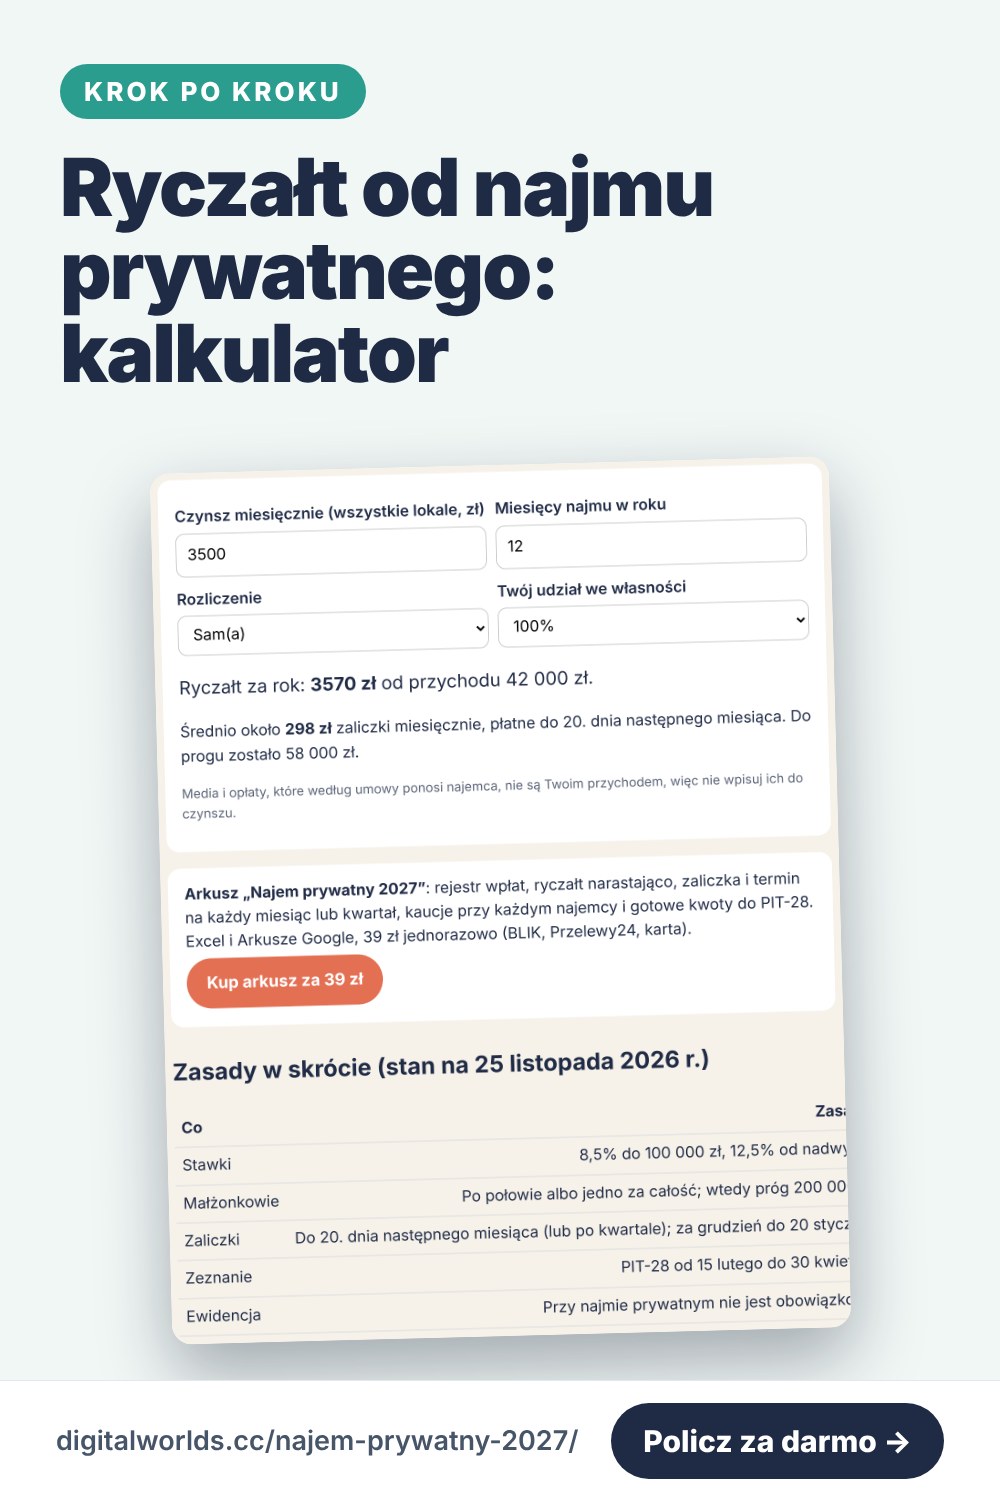 KROK PO KROKU
Ryczałt od najmu
prywatnego:
kalkulator
Czynsz miesięcznie (wszystkie lokale, zł) Miesięcy najmu w roku
3500 12
Rozliczenie Twój udział we własności
Sam(a) 100%
Ryczałt za rok: 3570 zł od przychodu 42 000 zł.
Średnio około 298 zł zaliczki miesięcznie, płatne do 20. dnia następnego miesiąca. Do
progu zostało 58 000 zł.
Media i opłaty, które według umowy ponosi najemca, nie są Twoim przychodem, więc nie wpisuj ich do
czynszu.
Arkusz „Najem prywatny 2027”: rejestr wpłat, ryczałt narastająco, zaliczka i termin
na każdy miesiąc lub kwartał, kaucje przy każdym najemcy i gotowe kwoty do PIT-28.
Excel i Arkusze Google, 39 zł jednorazowo (BLIK, Przelewy24, karta).
Kup arkusz za 39 zł
Zasady w skrócie (stan na 25 listopada 2026 r.)
Co
Stawki 8,5% do 100 000 zł, 12,5% od
Małżonkowie Po połowie albo jedno za całość; wtedy próg
Zaliczki Do 20. dnia następnego miesiąca (lub po kwartale); za grudzień do 20
Zeznanie PIT-28 od 15 lutego do 30
Ewidencja Przy najmie prywatnym nie jest
digitalworlds.cc/najem-prywatny-2027/ Policz za darmo →